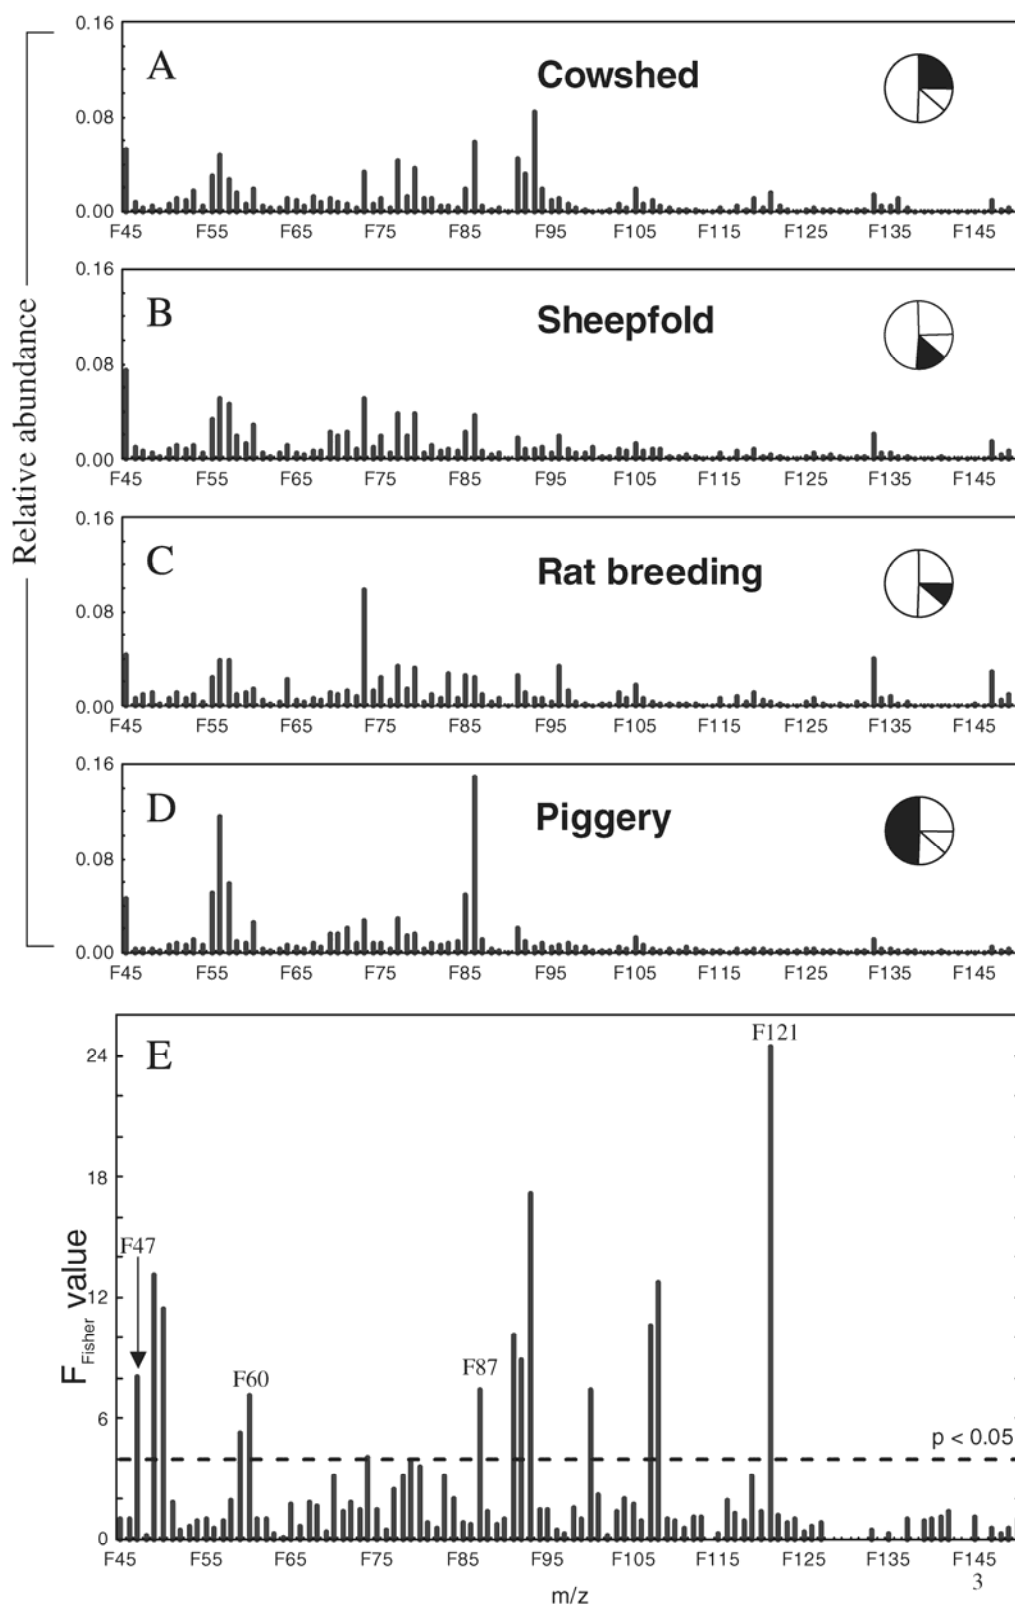 Relative abundance
0.16
A
Cowshed
0.08
0.00
F45 F55 F65 F75 F85 F95 F105 F115 F125 F135 F145
0.16
B
Sheepfold
0.08
0.00
F45 F55 F65 F75 F85 F95 F105 F115 F125 F135 F145
0.16
C
Rat breeding
0.08
0.00
F45 F55 F65 F75 F85 F95 F105 F115 F125 F135 F145
0.16
D
Piggery
0.08
0.00
F45 F55 F65 F75 F85 F95 F105 F115 F125 F135 F145
E
F121
24
18
F47
12
F Fisher value
F87
F60
6
p < 0.05
0
F45 F55 F65 F75 F85 F95 F105 F115 F125 F135 F145
3
m/z